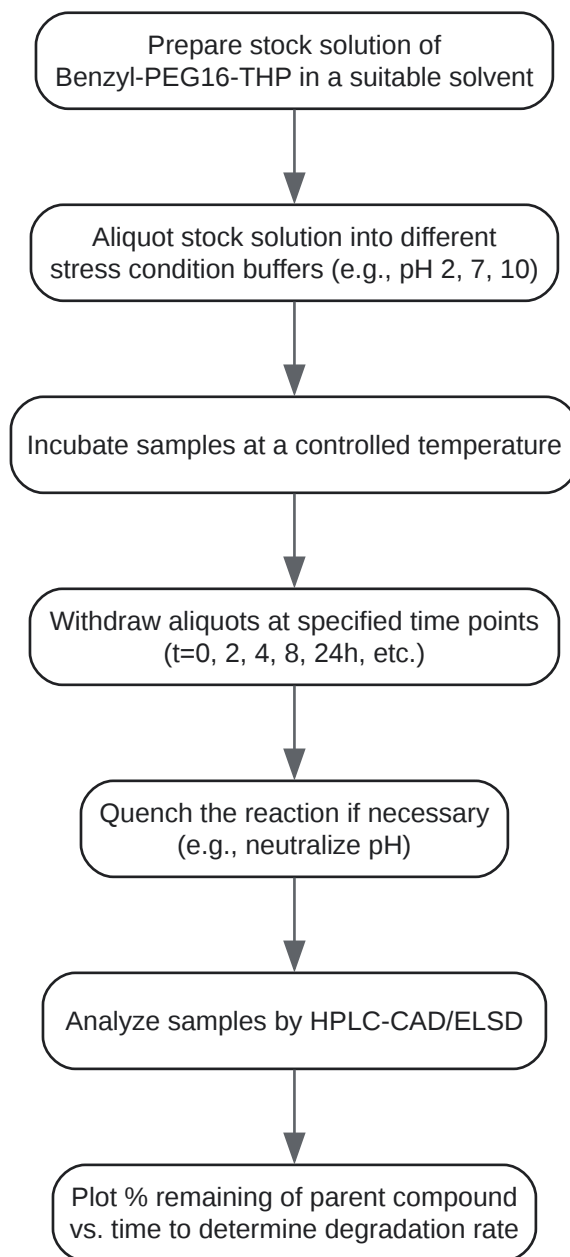 Prepare stock solution of
Benzyl-PEG16-THP in a suitable solvent
Aliquot stock solution into different
stress condition buffers (e.g., pH 2, 7, 10)
Incubate samples at a controlled temperature
Withdraw aliquots at specified time points
(t=0, 2, 4, 8, 24h, etc.)
Quench the reaction if necessary
(e.g., neutralize pH)
Analyze samples by HPLC-CAD/ELSD
Plot % remaining of parent compound
vs. time to determine degradation rate